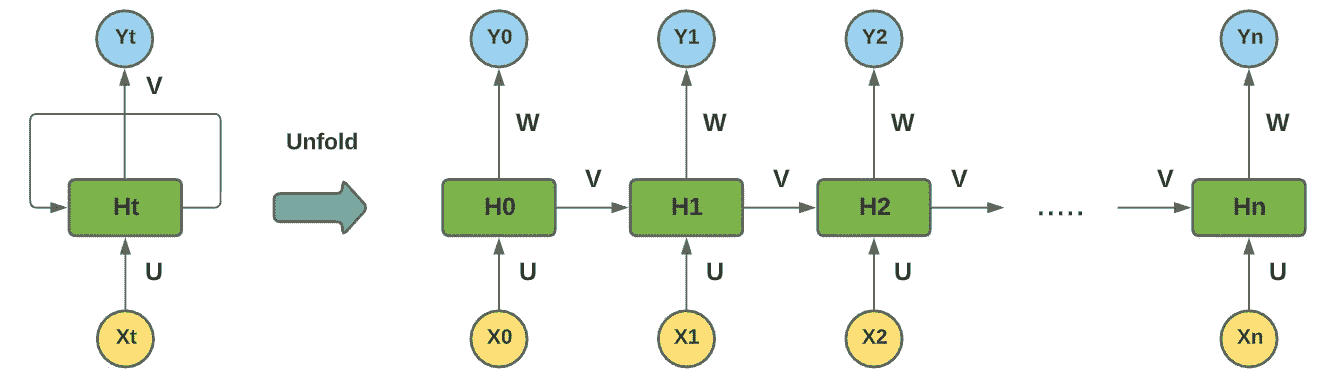 Yt
V
Ht
U
Xt
Unfold
Y0 Y1 Y2 Yn
W W W W
V V V V
H0 H1 H2 ..... Hn
U U U U
X0 X1 X2 Xn